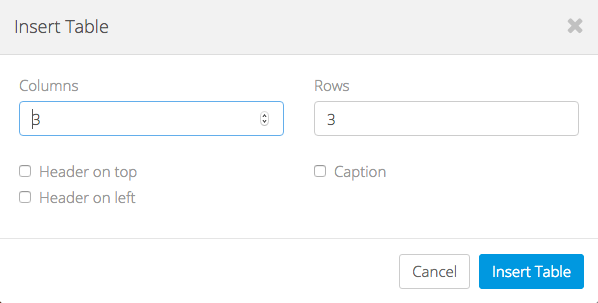 Insert Table
Columns
Rows
3
3
Header on top
Caption
Header on left
Cancel
Insert Table